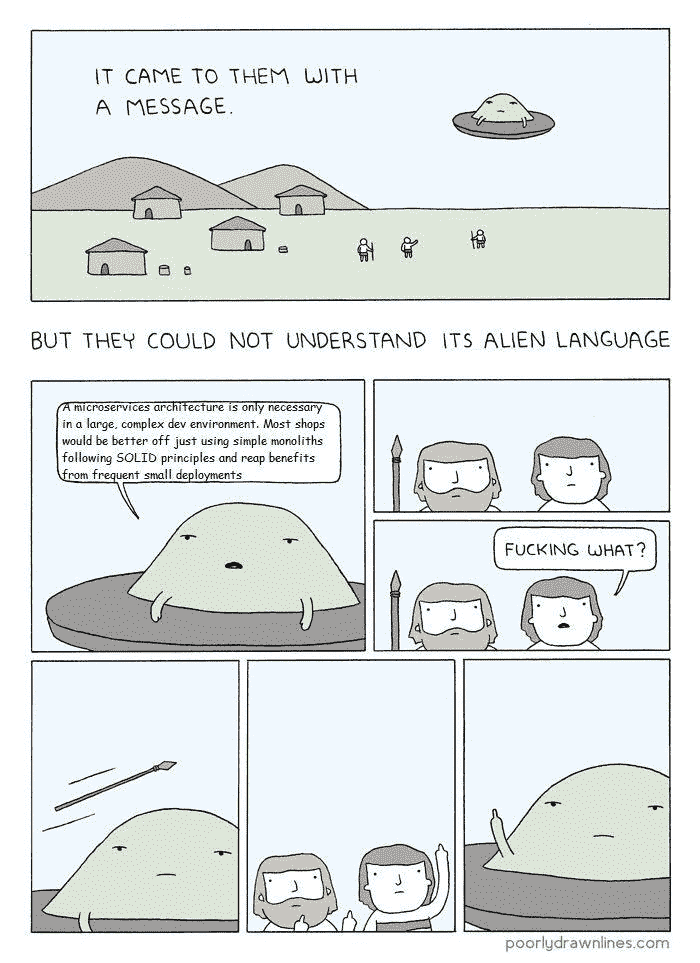 IT CAME TO THEM WITH
A MESSAGE.
BUT THEY COULD NOT UNDERSTAND ITS ALIEN LANGUAGE
A microservices architecture is only necessary
in a large, complex dev environment. Most shops
would be better off just using simple monoliths
following SOLID principles and reap benefits
from frequent small deployments
FUCKING WHAT?
poorlydrawnlines.com